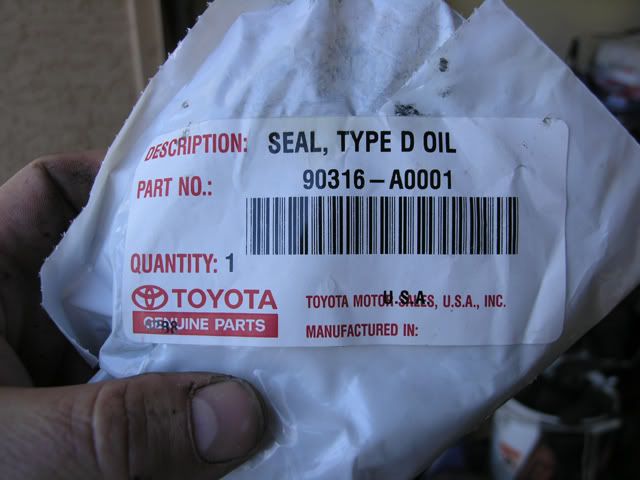 DESCRIPTION: SEAL, TYPE D OIL
PART NO.: 90316-A0001
QUANTITY: 1
TOYOTA
GENUINE PARTS
TOYOTA MOTOR SALES, U.S.A., INC.
U.S.A
MANUFACTURED IN: